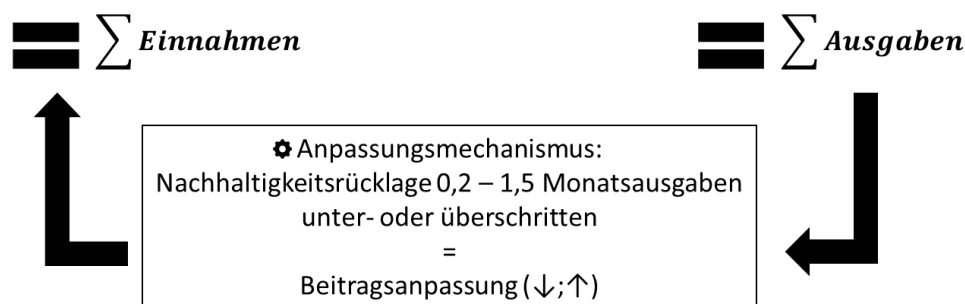 = ∑ Einnahmen
= ∑ Ausgaben
⚙ Anpassungsmechanismus:
Nachhaltigkeitsrücklage 0,2 – 1,5 Monatsausgaben
unter- oder überschritten
=
Beitragsanpassung (↓;↑)